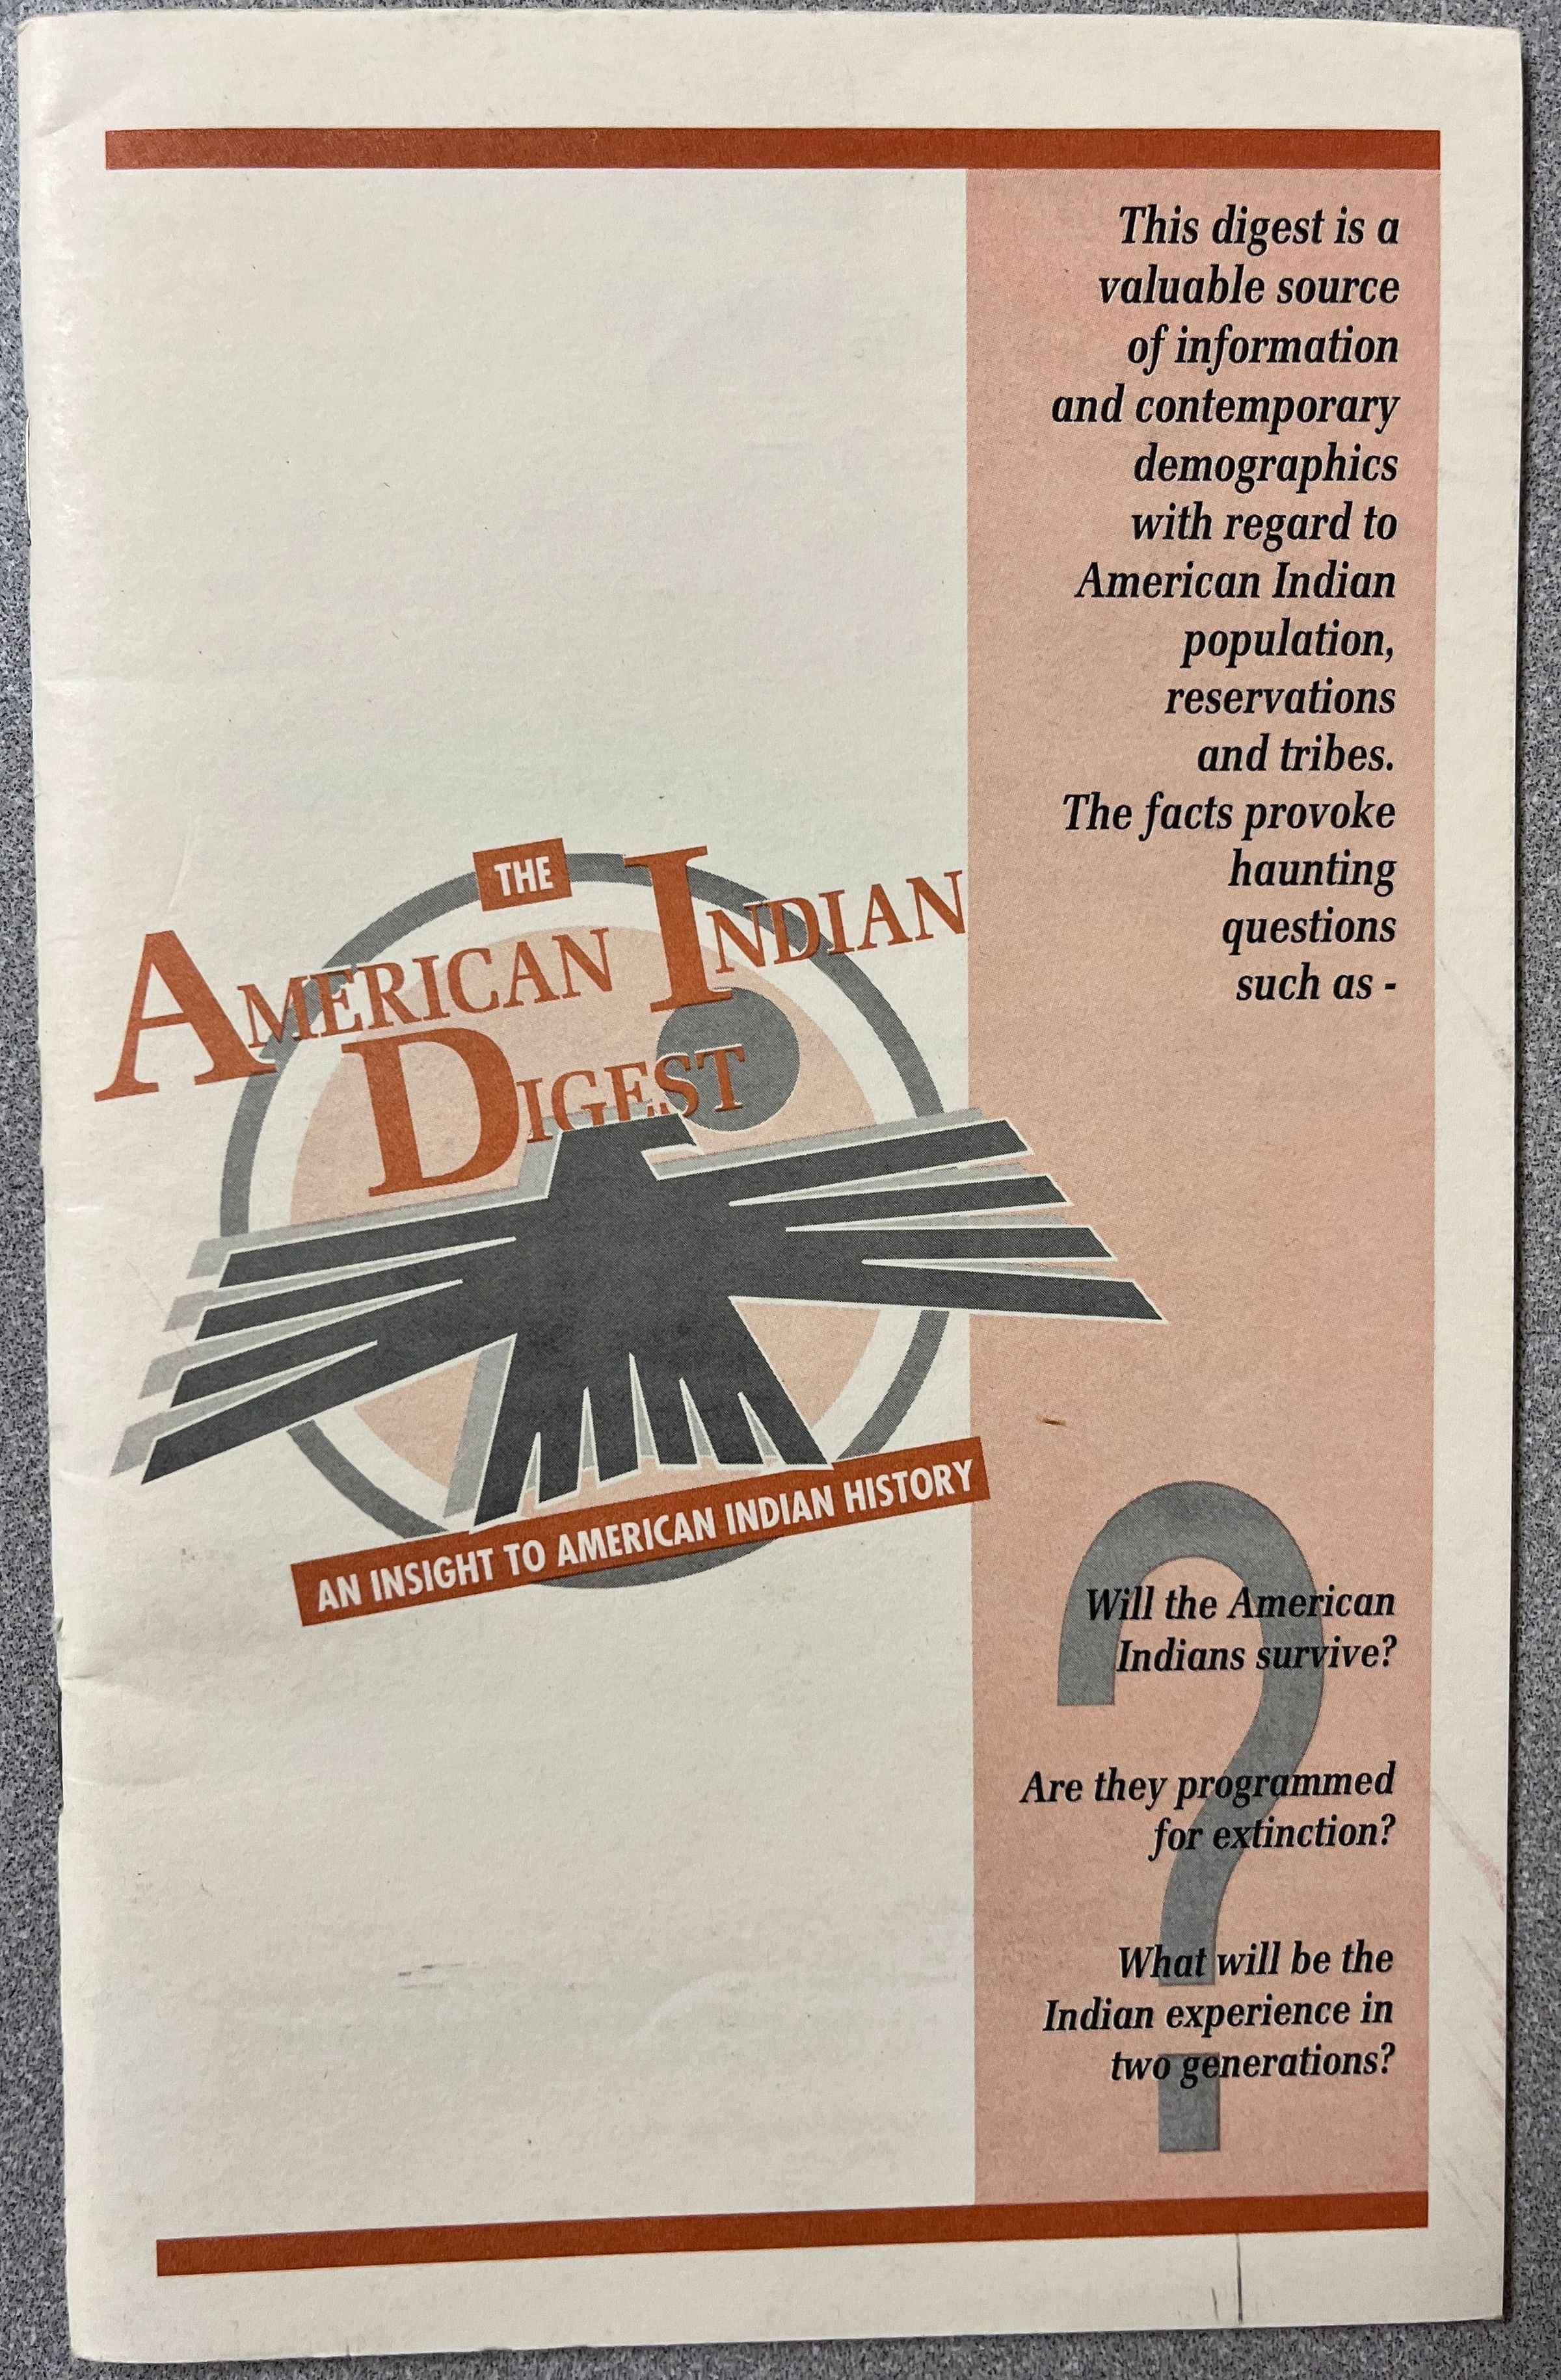 THE
AMERICAN INDIAN
DIGEST
AN INSIGHT TO AMERICAN INDIAN HISTORY
This digest is a
valuable source
of information
and contemporary
demographics
with regard to
American Indian
population,
reservations
and tribes.
The facts provoke
haunting
questions
such as -
?
Will the American
Indians survive?
Are they programmed
for extinction?
What will be the
Indian experience in
two generations?